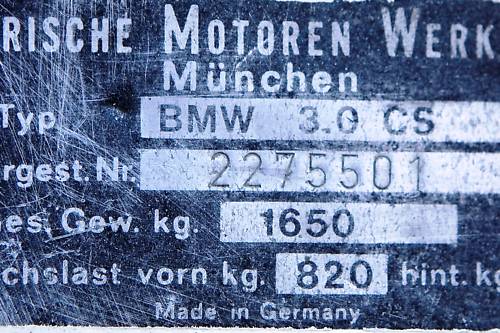 RISCHE MOTOREN WERK
München
Typ BMW 3.0 CS
rgest. Nr. 2275501
es. Gew. kg. 1650
chslast vorn kg. 820 hint. k
Made in Germany